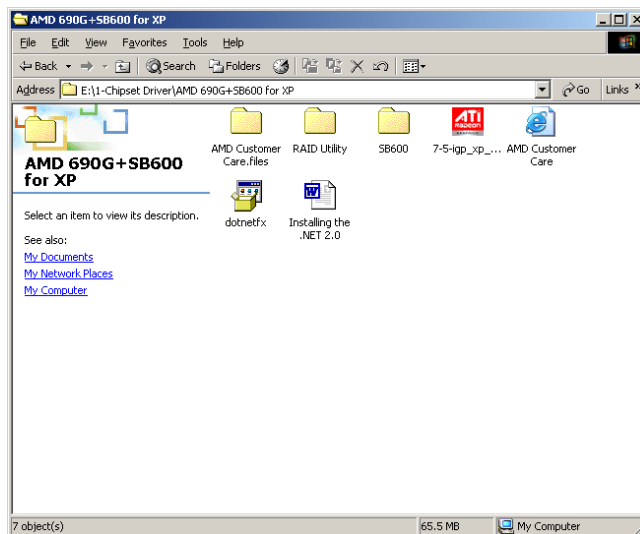 AMD 690G+SB600 for XP
File Edit View Favorites Tools Help
Back Search Folders
Address E:\1-Chipset Driver\AMD 690G+SB600 for XP Go Links »
AMD 690G+SB600
for XP
Select an item to view its description.
See also:
My Documents
My Network Places
My Computer
AMD Customer
Care.files
RAID Utility
SB600
ATI
RADEON
GRAPHICS
7-5-igp_xp_...
AMD Customer
Care
dotnetfx
Installing the
.NET 2.0
7 object(s) 65.5 MB My Computer